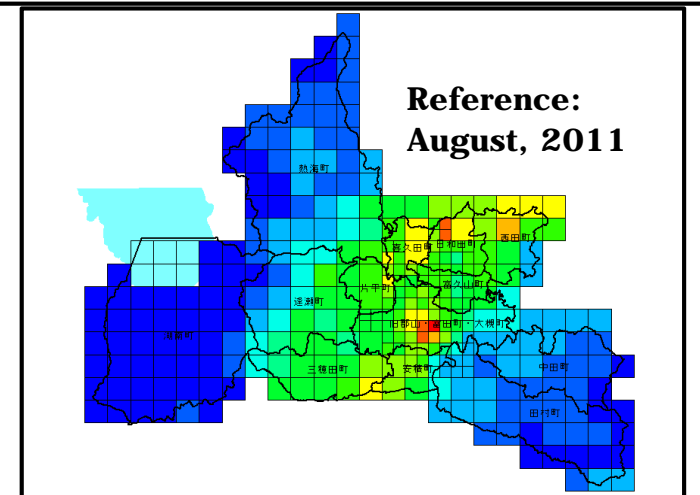 Reference:
August, 2011
熱海町
喜久田町
日和田町
西田町
片平町
富久山町
逢瀬町
旧郡山・富田町・大槻町
湖南町
三穂田町
安積町
中田町
田村町